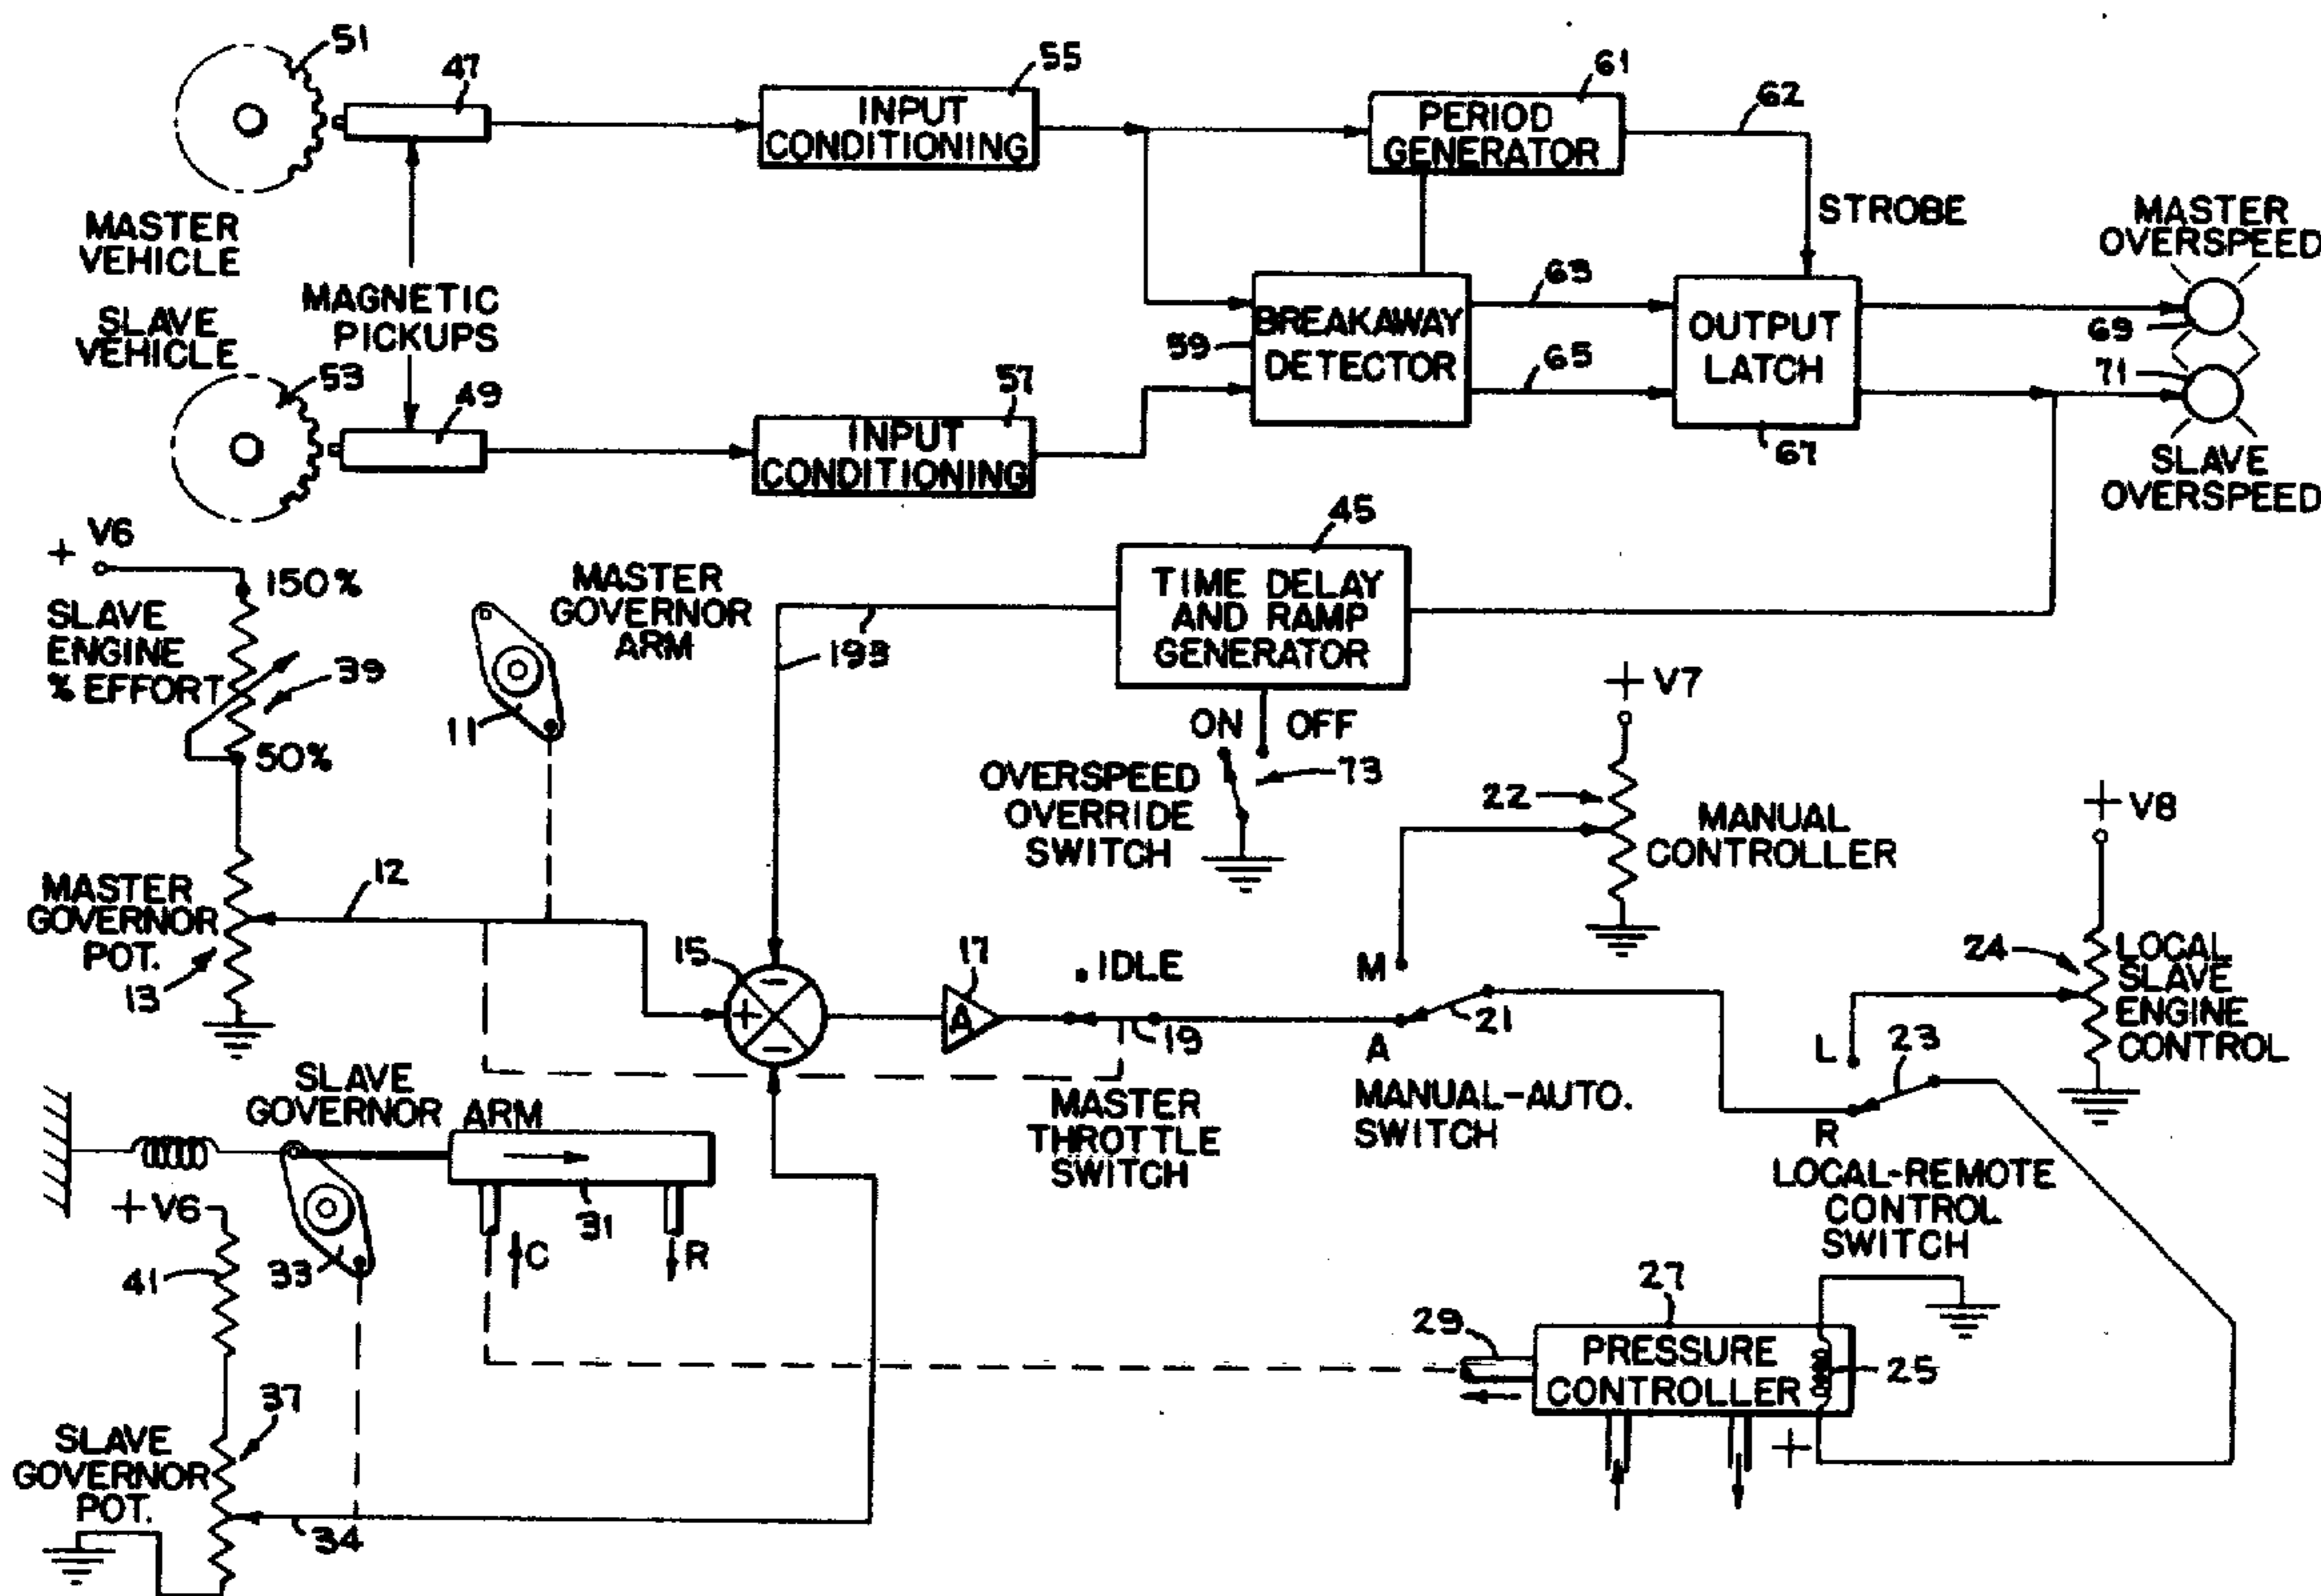 51
47
INPUT
CONDITIONING
55
PERIOD
GENERATOR
61
62
STROBE
MASTER
VEHICLE
SLAVE
VEHICLE
MAGNETIC
PICKUPS
53
49
INPUT
CONDITIONING
57
BREAKAWAY
DETECTOR
59
63
65
OUTPUT
LATCH
67
MASTER
OVERSPEED
69
71
SLAVE
OVERSPEED
+ V6
150%
SLAVE
ENGINE
% EFFORT
39
50%
MASTER
GOVERNOR
ARM
11
TIME DELAY
AND RAMP
GENERATOR
45
193
ON OFF
OVERSPEED
OVERRIDE
SWITCH
73
+ V7
22
MANUAL
CONTROLLER
+ V8
24
LOCAL
SLAVE
ENGINE
CONTROL
MASTER
GOVERNOR
POT.
13
12
15
−
+
−
17
A
IDLE
19
MASTER
THROTTLE
SWITCH
M
A
21
MANUAL-AUTO.
SWITCH
L
R
23
LOCAL-REMOTE
CONTROL
SWITCH
SLAVE
GOVERNOR ARM
31
C
R
33
+ V6
41
37
SLAVE
GOVERNOR
POT.
34
29
27
PRESSURE
CONTROLLER
25
+